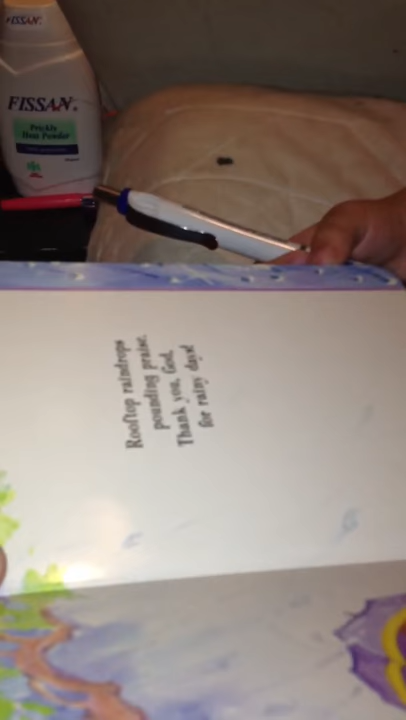 FISSAN.
FISSAN®
Prickly
Heat Powder
Rooftop raindrops
pounding praise.
Thank you, God,
for rainy days!